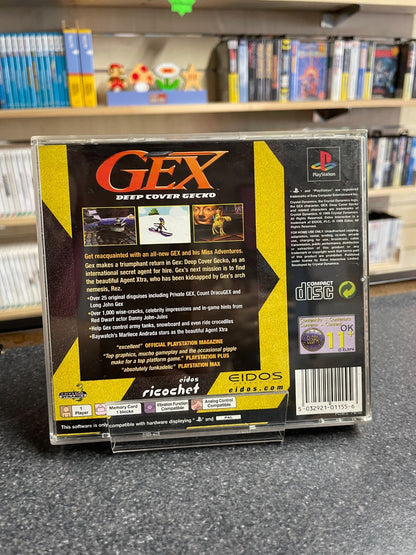 GEX
DEEP COVER GECKO
PlayStation
Get reacquainted with an all-new GEX and his Miss Adventures.
Gex makes a triumphant return in Gex: Deep Cover Gecko, as an
international secret agent for hire. Gex's next mission is to find
the beautiful Agent Xtra, who has been kidnapped by Gex's arch
nemesis, Rez.
• Over 25 original disguises including Private GEX, Count DracuGEX and
Long John Gex
• Over 1,000 wise-cracks, celebrity impressions and in-game hints from
Red Dwarf actor Danny John-Jules
• Help Gex control army tanks, snowboard and even ride crocodiles
• Baywatch's Marliece Andrada stars as the beautiful Agent Xtra
"excellent" OFFICIAL PLAYSTATION MAGAZINE
"Top graphics, mucho gameplay and the occasional giggle
make for a top platformer." PLAYSTATION PLUS
"absolutely funkadelic" PLAYSTATION MAX
COMPACT
disc
OK
11+
ELSPA
eidos
ricochet
EIDOS
eidos.com
1
Player
Memory Card
1 blocks
Vibration Function
Compatible
Analog Control
Compatible
This software is only compatible with hardware displaying and PAL
5 032921 011556